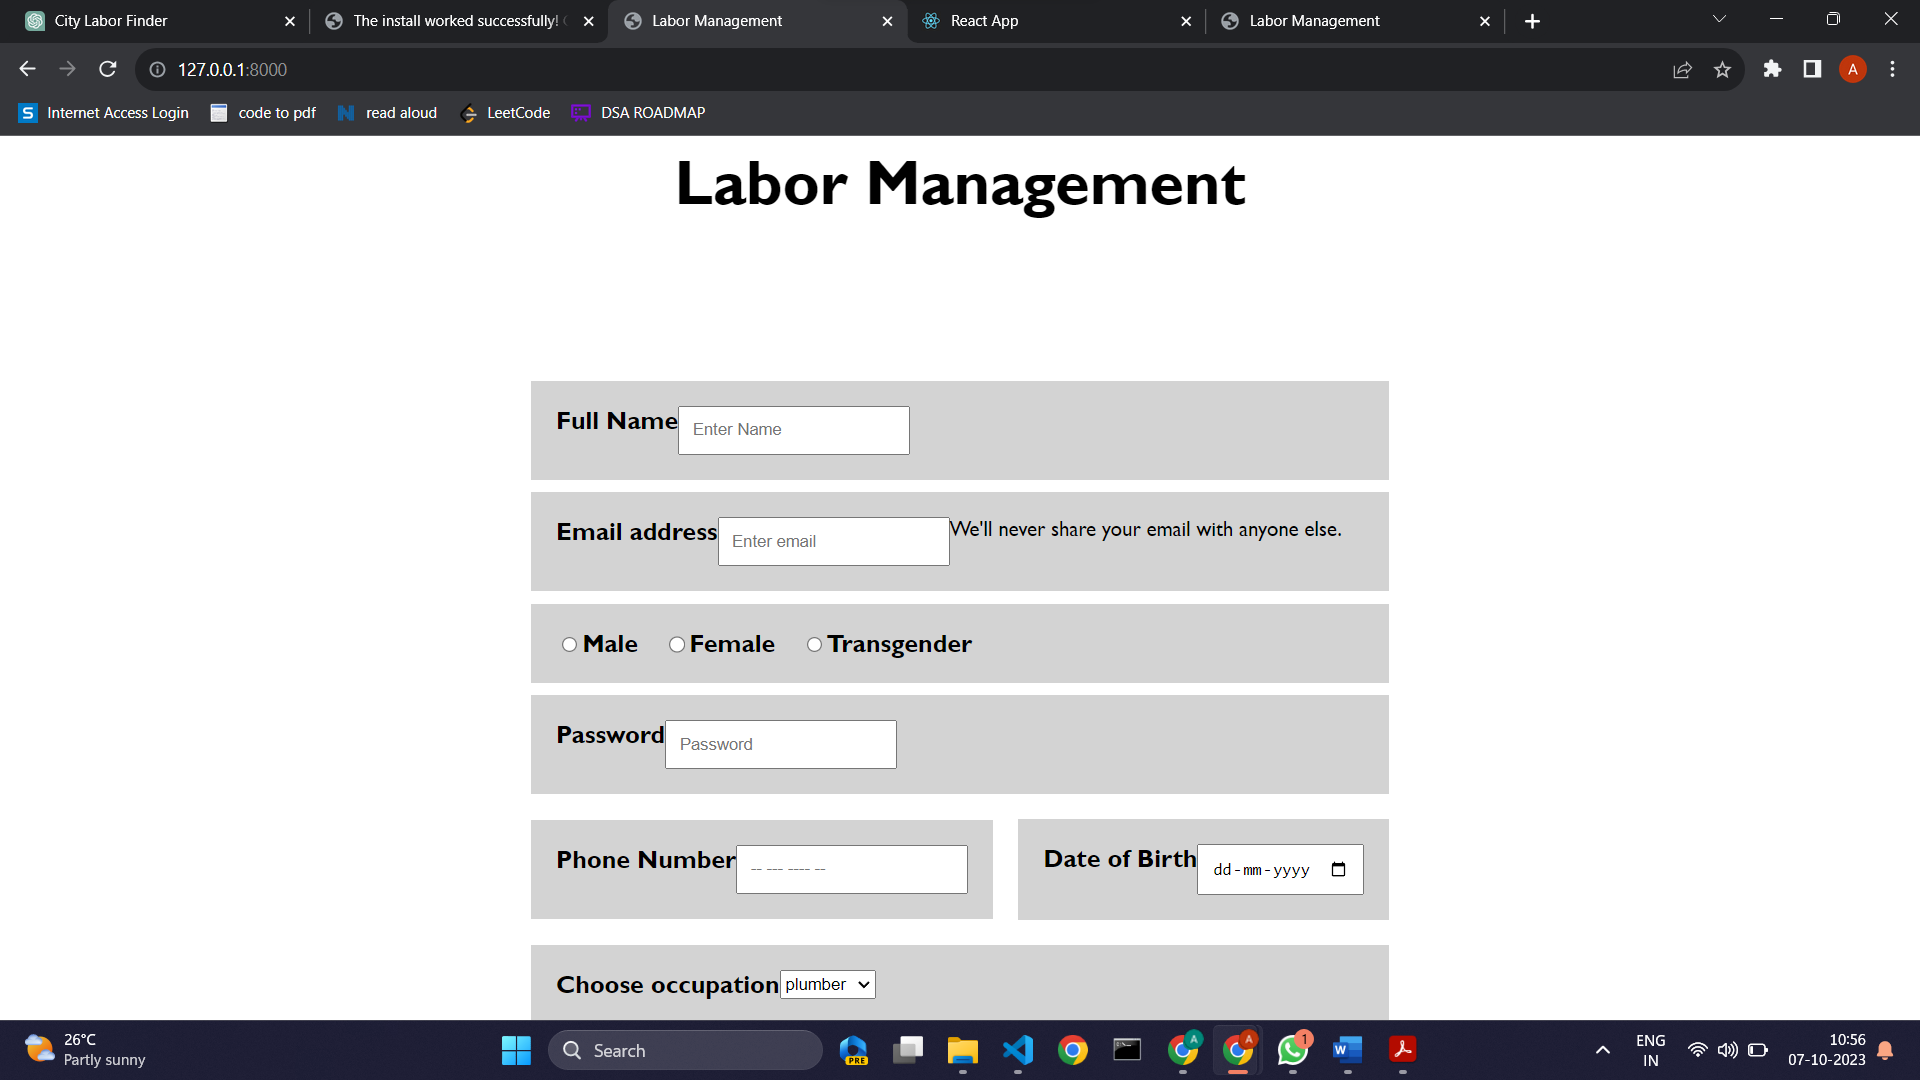 City Labor Finder
The install worked successfully!
Labor Management
React App
Labor Management
127.0.0.1:8000
A
S
Internet Access Login
code to pdf
N
read aloud
LeetCode
DSA ROADMAP
Labor Management
Full Name
Enter Name
Email address
Enter email
We'll never share your email with anyone else.
Male
Female
Transgender
Password
Password
Phone Number
-- --- ---- --
Date of Birth
dd-mm-yyyy
Choose occupation
plumber
26°C
Partly sunny
Search
PRE
A
A
1
W
ENG
IN
10:56
07-10-2023